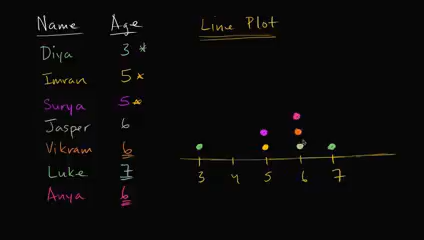 Name Age Line Plot
Diya 3 *
Imran 5 *
Surya 5 *
Jasper 6
Vikram 6
Luke 7
Anya 6
3 4 5 6 7